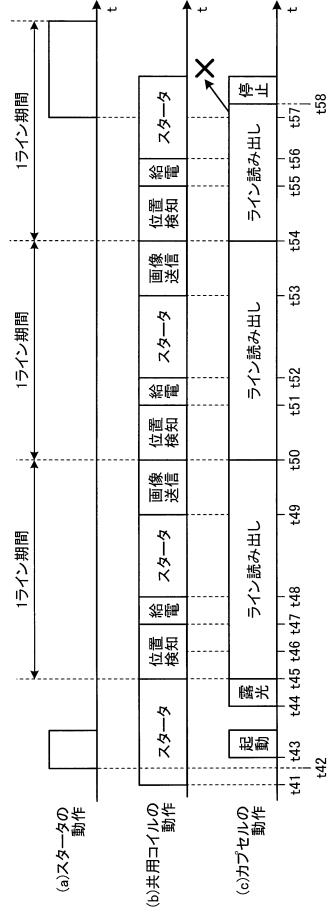 1ライン期間
1ライン期間
1ライン期間
(a)スタータの
動作
t
(b)共用コイルの
動作
スタータ
位置
検知
給
電
スタータ
画像
送信
位置
検知
給
電
スタータ
画像
送信
位置
検知
給
電
スタータ
t
(c)カプセルの
動作
起
動
露
光
ライン読み出し
ライン読み出し
ライン読み出し
停
止
t
t41
t42
t43
t44
t45
t46
t47
t48
t49
t50
t51
t52
t53
t54
t55
t56
t57
t58